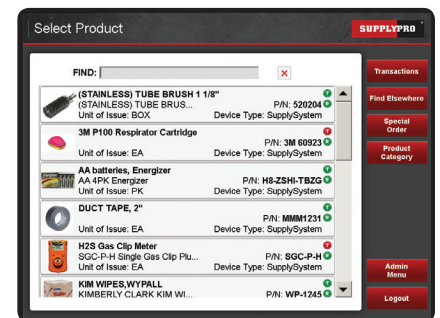 Select Product
SUPPLYPRO
FIND:
Transactions
Find Elsewhere
Special
Order
Product
Category
Admin
Menu
Logout
(STAINLESS) TUBE BRUSH 1 1/8"
(STAINLESS) TUBE BRUS... P/N: 520204
Unit of Issue: BOX Device Type: SupplySystem
3M P100 Respirator Cartridge
P/N: 3M 60923
Unit of Issue: EA Device Type: SupplySystem
AA batteries, Energizer
AA 4PK Energizer P/N: H8-ZSHI-TBZG
Unit of Issue: PK Device Type: SupplySystem
DUCT TAPE, 2"
P/N: MMM1231
Unit of Issue: EA Device Type: SupplySystem
H2S Gas Clip Meter
SGC-P-H Single Gas Clip Plu... P/N: SGC-P-H
Unit of Issue: EA Device Type: SupplySystem
KIM WIPES,WYPALL
KIMBERLY CLARK KIM WI... P/N: WP-1245